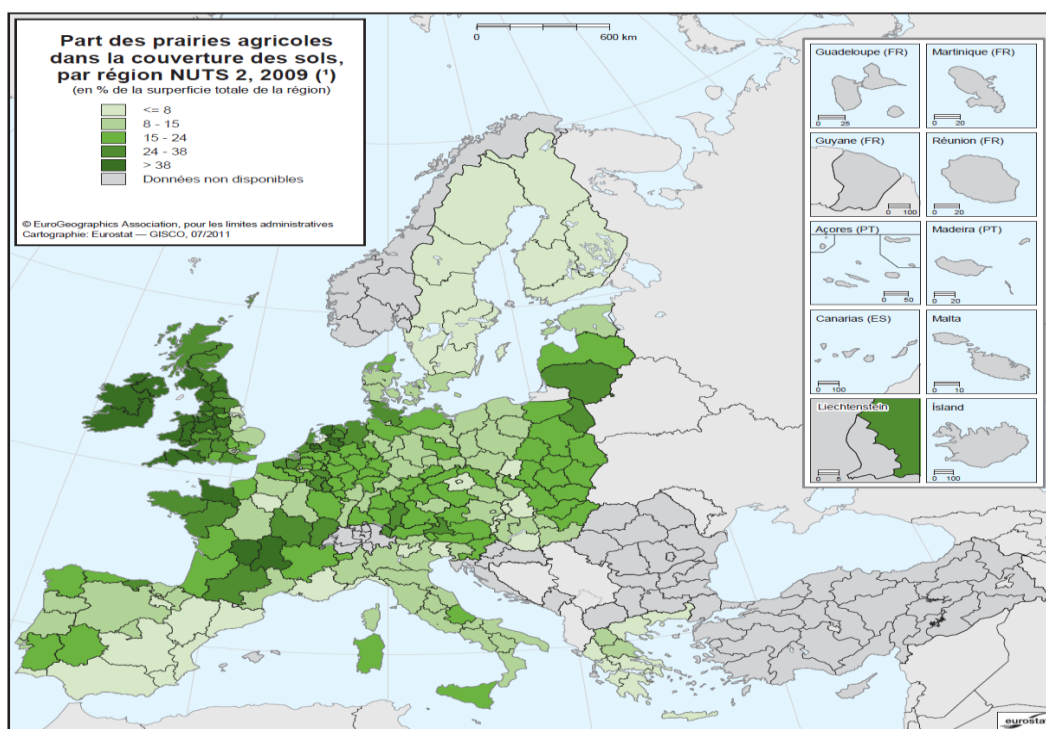 Part des prairies agricoles
dans la couverture des sols,
par région NUTS 2, 2009 (¹)
(en % de la surperficie totale de la région)
<= 8
8 - 15
15 - 24
24 - 38
> 38
Données non disponibles
© EuroGeographics Association, pour les limites administratives
Cartographie: Eurostat — GISCO, 07/2011
0 600 km
Guadeloupe (FR)
0 25
Martinique (FR)
0 20
Guyane (FR)
0 100
Réunion (FR)
0 20
Açores (PT)
0 50
Madeira (PT)
0 20
Canarias (ES)
0 100
Malta
0 10
Liechtenstein
0 5
Ísland
0 100
eurostat